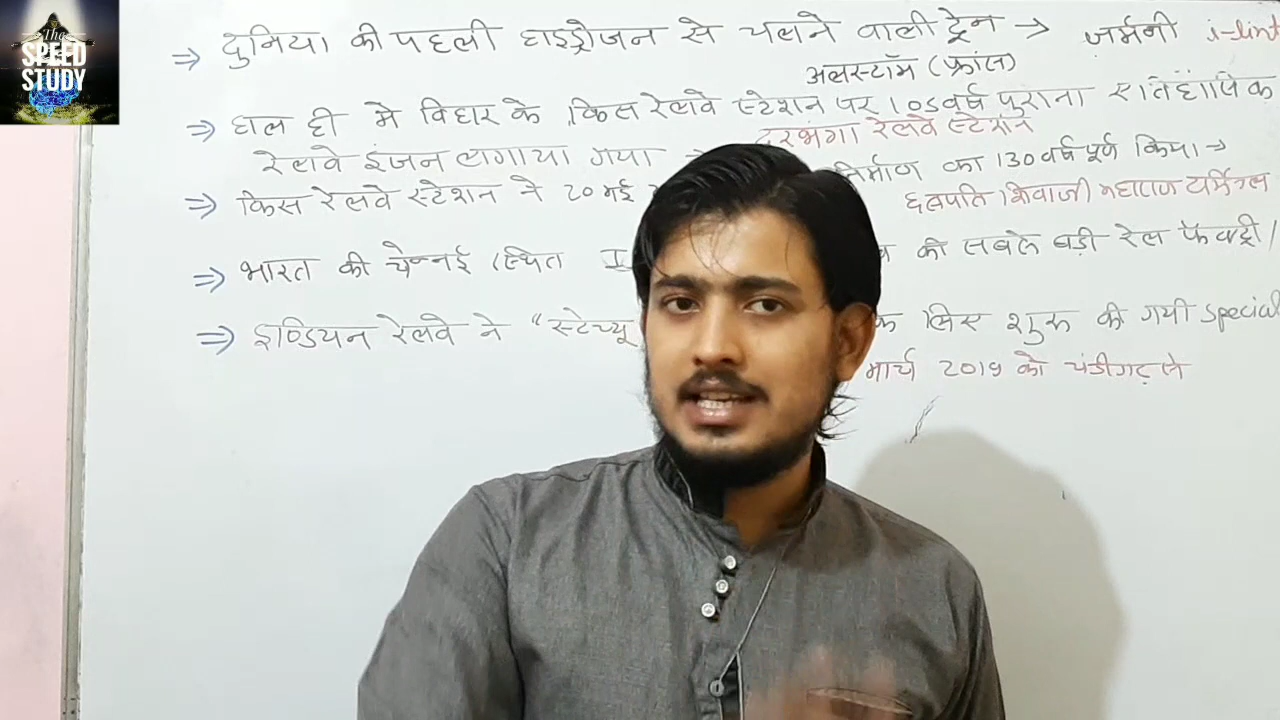 The
SPEED
STUDY
⇒ दुनिया की पहली हाइड्रोजन से चलने वाली ट्रेन → जर्मनी i-lint
अलस्टॉम (फ्रांस)
⇒ हाल ही मे बिहार के किस रेलवे स्टेशन पर 105 वर्ष पुराना
रेलवे इंजन लगाया गया दरभंगा रेलवे स्टेशन
⇒ किस रेलवे स्टेशन ने 20 मई निर्माण का 130 वर्ष पूर्ण किया →
छत्रपति शिवाजी महाराज टर्मिनल
⇒ भारत की चेन्नई स्थित की सबसे बड़ी रेल
⇒ इण्डियन रेलवे ने "स्टेच्यू के लिए शुरू की गयी special
मार्च 2019 को चंडीगढ़ से